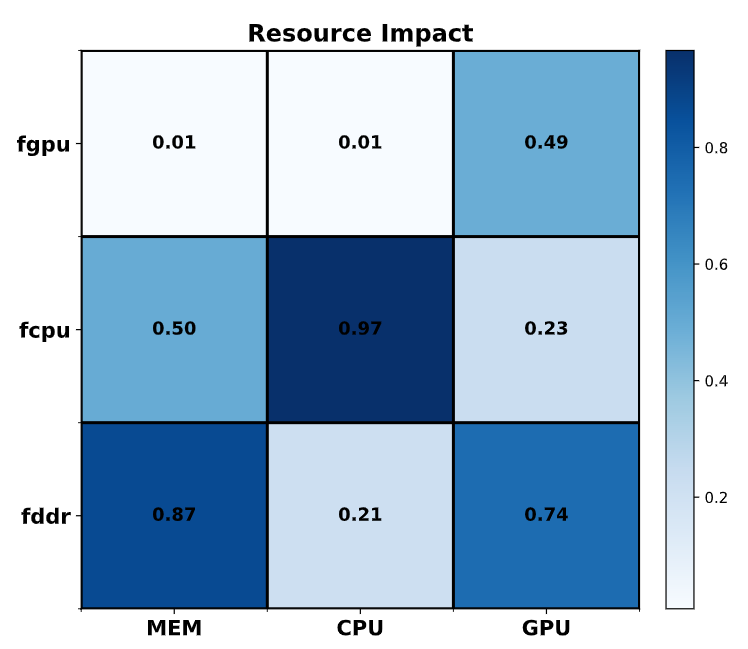 Resource Impact
fgpu 0.01 0.01 0.49
0.8
0.6
fcpu 0.50 0.97 0.23
0.4
0.2
fddr 0.87 0.21 0.74
MEM CPU GPU